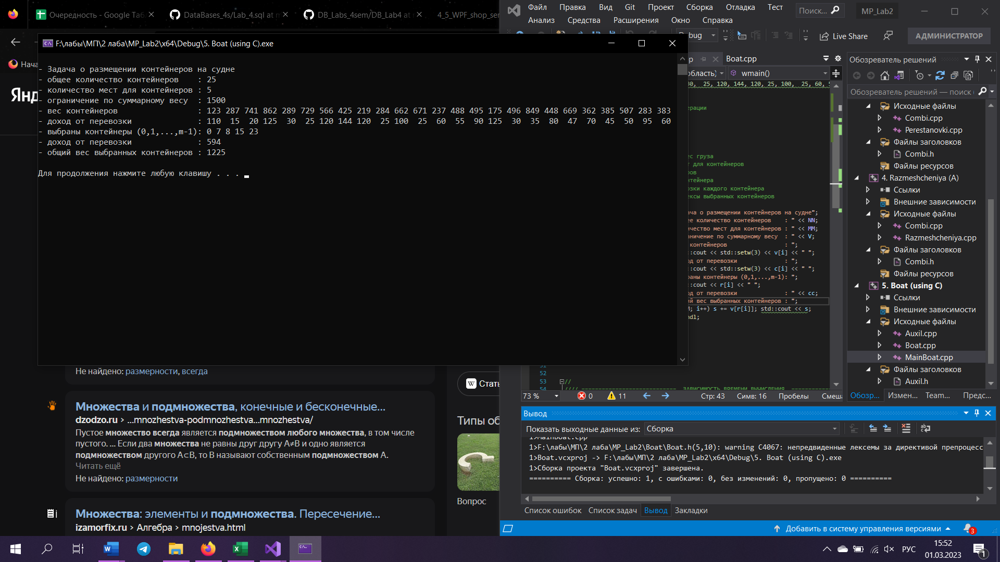 Очередность - Google Таб
DataBases_4s/Lab_4.sql at m
DB_Labs_4sem/DB_Lab4 at
4_5_WPF_shop_ser
Файл Правка Вид Git Проект Сборка Отладка Тест
Поиск...
MP_Lab2
Анализ Средства Расширения Окно Справка
Live Share
АДМИНИСТРАТОР
F:\лабы\МП\2 лаба\MP_Lab2\x64\Debug\5. Boat (using C).exe
- Задача о размещении контейнеров на судне
- общее количество контейнеров : 25
- количество мест для контейнеров : 5
- ограничение по суммарному весу : 1500
- вес контейнеров : 123 287 741 862 289 729 566 425 219 284 662 671 237 488 495 175 496 849 448 669 362 385 507 283 383
- доход от перевозки : 110 15 20 125 30 25 120 144 120 25 100 25 60 55 90 125 30 35 80 47 70 45 50 95 60
- выбраны контейнеры (0,1,...,m-1): 0 7 8 15 23
- доход от перевозки : 594
- общий вес выбранных контейнеров : 1225
Для продолжения нажмите любую клавишу . . .
Нача
Янд
Boat.cpp
область)
wmain()
30, 25, 120, 144, 120, 25, 100, 25, 60, 5
ерации
ес груза
т для контейнеров
ров
нтейнера
озки каждого контейнера
ексы выбранных контейнеров
ача о размещении контейнеров на судне";
ее количество контейнеров : " << NN;
ичество мест для контейнеров : " << MM;
аничение по суммарному весу : " << V;
контейнеров : ";
::cout << std::setw(3) << v[i] << " ";
од от перевозки : ";
::cout << std::setw(3) << c[i] << " ";
раны контейнеры (0,1,...,m-1): ";
::cout << r[i] << " ";
од от перевозки : " << cc;
ий вес выбранных контейнеров : ";
M; i++) s += v[r[i]]; std::cout << s;
ndl;
52
53 //
54 //// ЗАВИСИМОСТЬ ВРЕМЕНИ ВЫЧИСЛЕНИЯ
73 %
0
11
Стр: 43
Симв: 16
Пробелы
Смеша
Обозреватель решений
Обозреватель решений — поиск
Исходные файлы
Combi.cpp
Perestanovki.cpp
Файлы заголовков
Combi.h
Файлы ресурсов
4. Razmeshcheniya (A)
Ссылки
Внешние зависимости
Исходные файлы
Combi.cpp
Razmeshcheniya.cpp
Файлы заголовков
Combi.h
Файлы ресурсов
5. Boat (using C)
Ссылки
Внешние зависимости
Исходные файлы
Auxil.cpp
Boat.cpp
MainBoat.cpp
Файлы заголовков
Auxil.h
Обозр... Измен... Team... Предс...
Вывод
Показать выходные данные из: Сборка
1>MainBoat.cpp
1>F:\лабы\МП\2 лаба\MP_Lab2\Boat\Boat.h(5,10): warning C4067: непредвиденные лексемы за директивой препроцесс
1>Boat.vcxproj -> F:\лабы\МП\2 лаба\MP_Lab2\x64\Debug\5. Boat (using C).exe
1>Сборка проекта "Boat.vcxproj" завершена.
========== Сборка: успешно: 1, с ошибками: 0, без изменений: 0, пропущено: 0 ==========
Список ошибок Список задач Вывод Закладки
Добавить в систему управления версиями
3
Не найдено: размерности, всегда
Множества и подмножества, конечные и бесконечные...
dzodzo.ru › ...mnozhestva-podmnozhestva...mnozhestva/
Пустое множество всегда является подмножеством любого множества, в том числе
пустого. ... Если два множества не равны друг другу A≠B и одно является
подмножеством другого A⊂B, то B называют собственным подмножеством A.
Читать ещё
Не найдено: размерности
Множества: элементы и подмножества. Пересечение...
izamorfix.ru › Алгебра › mnojestva.html
W Стать
Типы об
Вопрос
РУС
15:52
01.03.2023
1